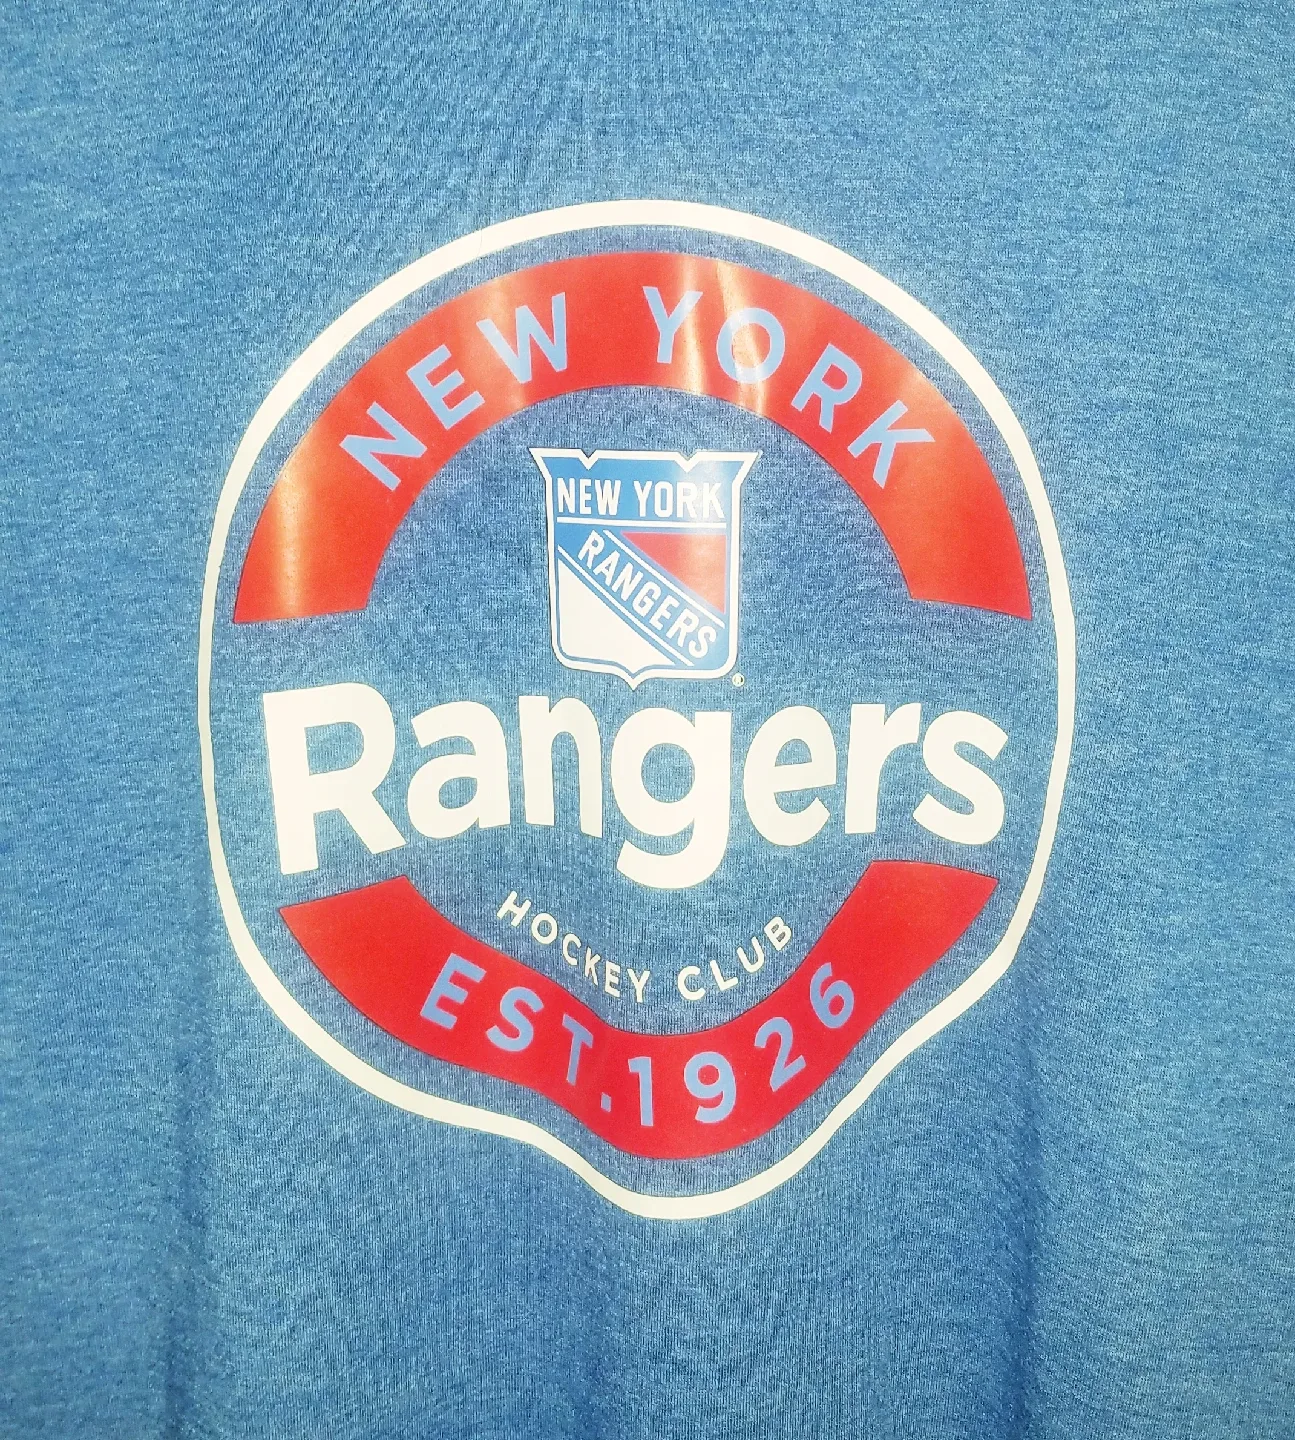 NEW YORK
NEW YORK
RANGERS
®
Rangers
HOCKEY CLUB
EST.1926